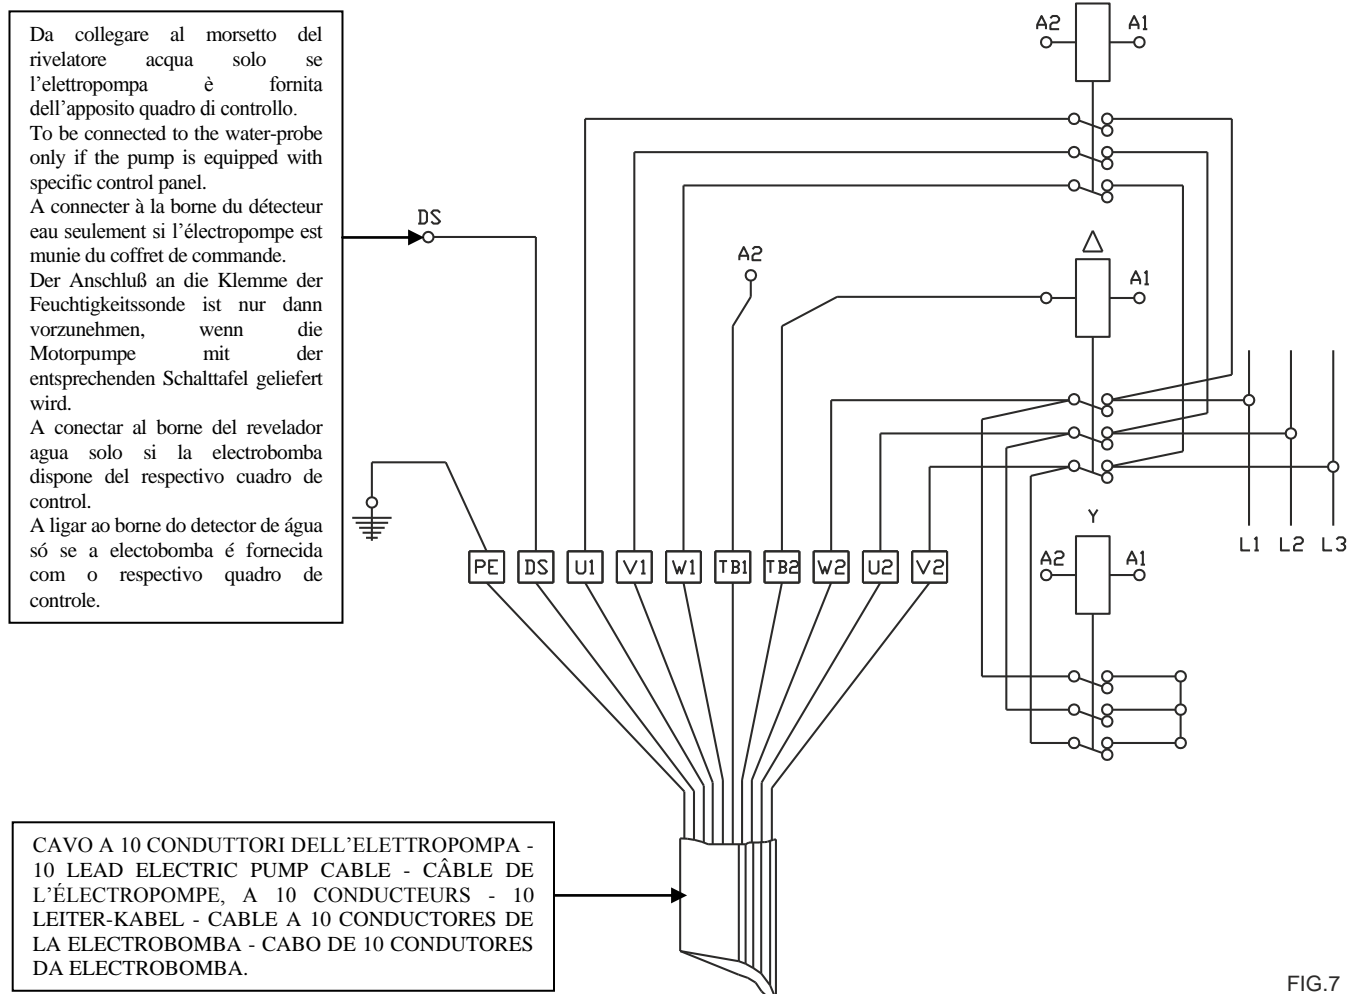 Da collegare al morsetto del
rivelatore acqua solo se
l’elettropompa è fornita
dell’apposito quadro di controllo.
To be connected to the water-probe
only if the pump is equipped with
specific control panel.
A connecter à la borne du détecteur
eau seulement si l’électropompe est
munie du coffret de commande.
Der Anschluß an die Klemme der
Feuchtigkeitssonde ist nur dann
vorzunehmen, wenn die
Motorpumpe mit der
entsprechenden Schalttafel geliefert
wird.
A conectar al borne del revelador
agua solo si la electrobomba
dispone del respectivo cuadro de
control.
A ligar ao borne do detector de água
só se a electobomba é fornecida
com o respectivo quadro de
controle.
A2 A1
DS
A2
Δ
A1
L1 L2 L3
Y
A2 A1
PE DS U1 V1 W1 TB1 TB2 W2 U2 V2
CAVO A 10 CONDUTTORI DELL’ELETTROPOMPA -
10 LEAD ELECTRIC PUMP CABLE - CÂBLE DE
L’ÉLECTROPOMPE, A 10 CONDUCTEURS - 10
LEITER-KABEL - CABLE A 10 CONDUCTORES DE
LA ELECTROBOMBA - CABO DE 10 CONDUTORES
DA ELECTROBOMBA.
FIG.7